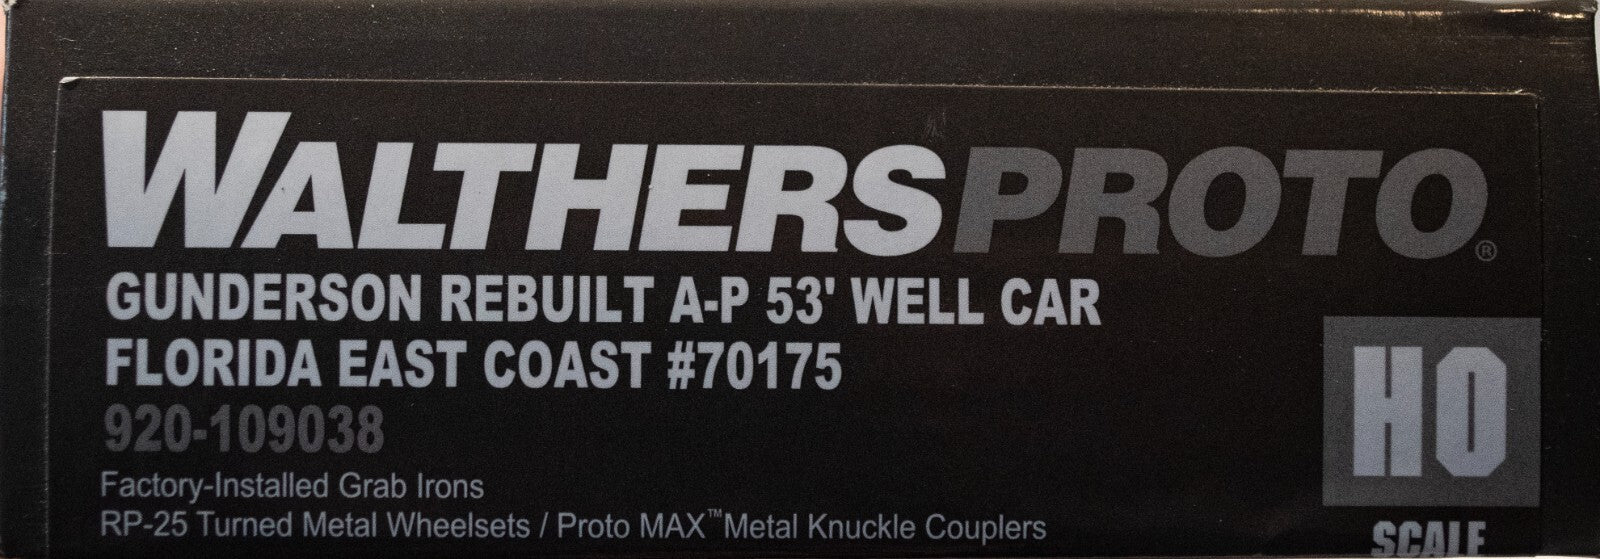 WALTHERSPROTO®
GUNDERSON REBUILT A-P 53' WELL CAR
FLORIDA EAST COAST #70175
920-109038
Factory-Installed Grab Irons
RP-25 Turned Metal Wheelsets / Proto MAX™ Metal Knuckle Couplers
HO
SCALE